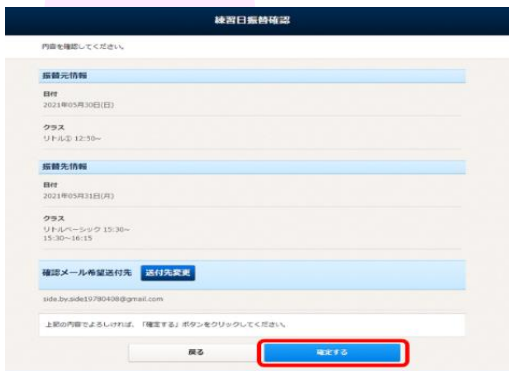 練習日振替確認
内容を確認してください。
振替元情報
日付
2021年05月30日(日)
クラス
リトル② 12:50~
振替先情報
日付
2021年05月31日(月)
クラス
リトルベーシック 15:30~
15:30~16:15
確認メール希望送付先 送付先変更
side.by.side19780408@gmail.com
上記の内容でよろしければ、「確定する」ボタンをクリックしてください。
戻る 確定する